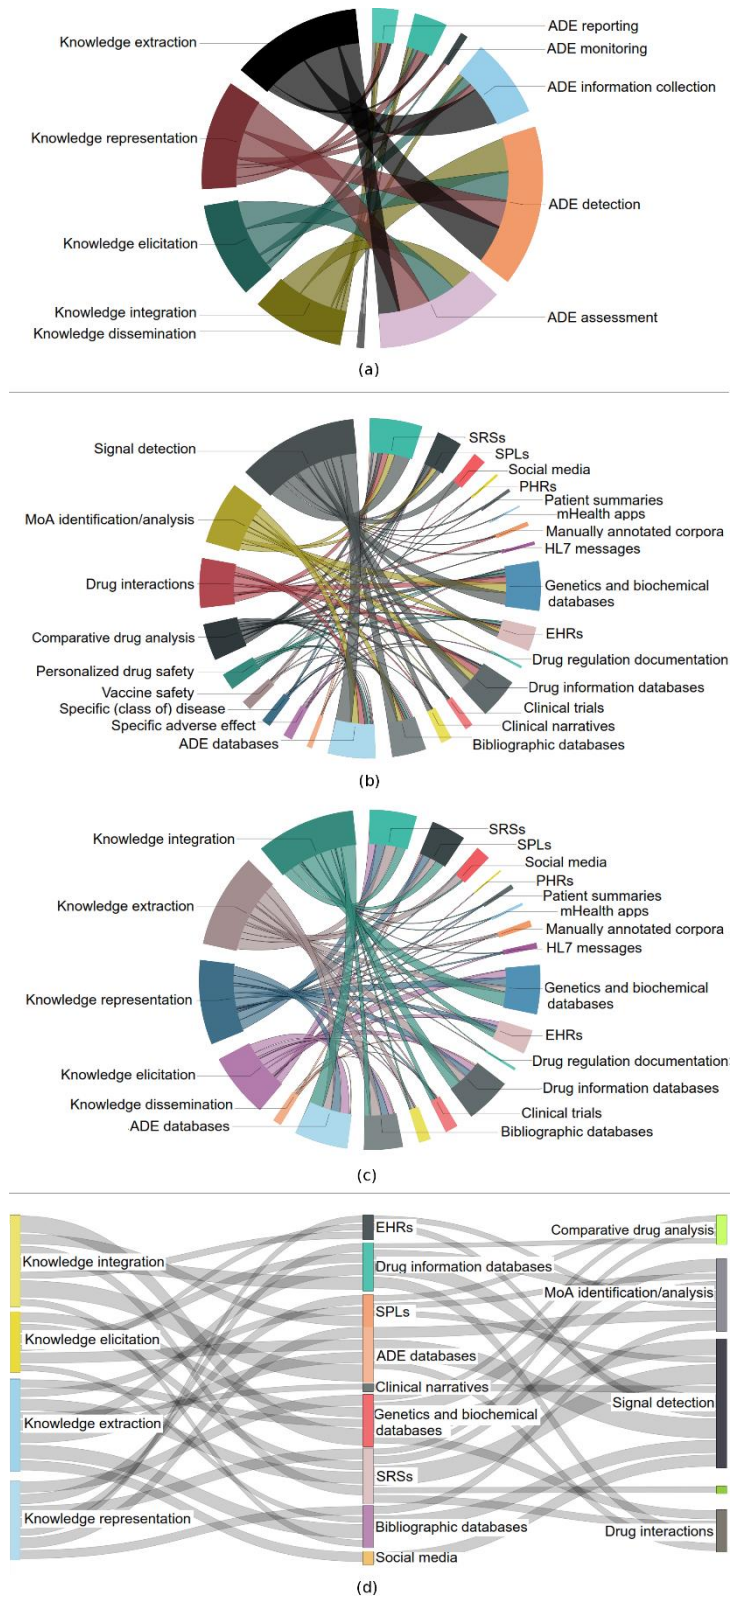 Knowledge extraction
ADE reporting
ADE monitoring
ADE information collection
Knowledge representation
ADE detection
Knowledge elicitation
Knowledge integration
Knowledge dissemination
ADE assessment
(a)
Signal detection
SRSs
SPLs
Social media
PHRs
Patient summaries
mHealth apps
MoA identification/analysis
Manually annotated corpora
HL7 messages
Drug interactions
Genetics and biochemical
databases
Comparative drug analysis
EHRs
Drug regulation documentation
Personalized drug safety
Drug information databases
Vaccine safety
Specific (class of) disease
Clinical trials
Specific adverse effect
Clinical narratives
ADE databases
Bibliographic databases
(b)
Knowledge integration
SRSs
SPLs
Social media
PHRs
Knowledge extraction
Patient summaries
mHealth apps
Manually annotated corpora
HL7 messages
Knowledge representation
Genetics and biochemical
databases
EHRs
Drug regulation documentation
Knowledge elicitation
Drug information databases
Knowledge dissemination
Clinical trials
ADE databases
Bibliographic databases
(c)
EHRs
Comparative drug analysis
Knowledge integration
Drug information databases
MoA identification/analysis
SPLs
Knowledge elicitation
ADE databases
Clinical narratives
Signal detection
Knowledge extraction
Genetics and biochemical
databases
SRSs
Knowledge representation
Bibliographic databases
Drug interactions
Social media
(d)